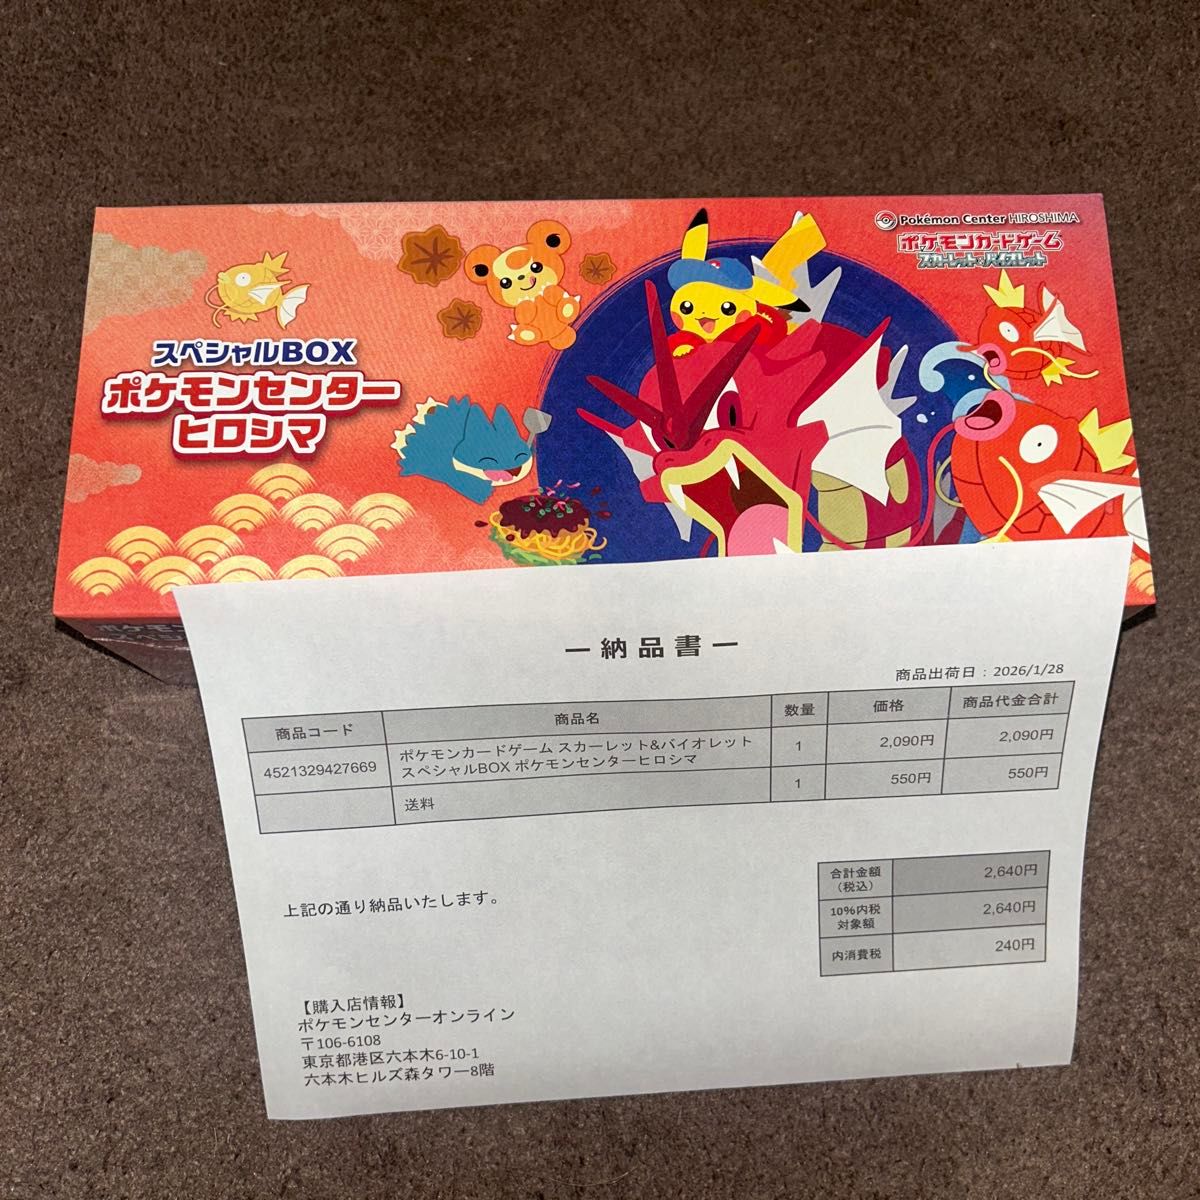 Pokémon Center HIROSHIMA
ポケモンカードゲーム
スカーレット&バイオレット
スペシャルBOX
ポケモンセンター
ヒロシマ
ー納品書ー
商品出荷日：2026/1/28
商品コード 商品名 数量 価格 商品代金合計
4521329427669 ポケモンカードゲーム スカーレット&バイオレット スペシャルBOX ポケモンセンターヒロシマ 1 2,090円 2,090円
送料 1 550円 550円
合計金額（税込） 2,640円
10%内税対象額 2,640円
内消費税 240円
上記の通り納品いたします。
【購入店情報】
ポケモンセンターオンライン
〒106-6108
東京都港区六本木6-10-1
六本木ヒルズ森タワー8階